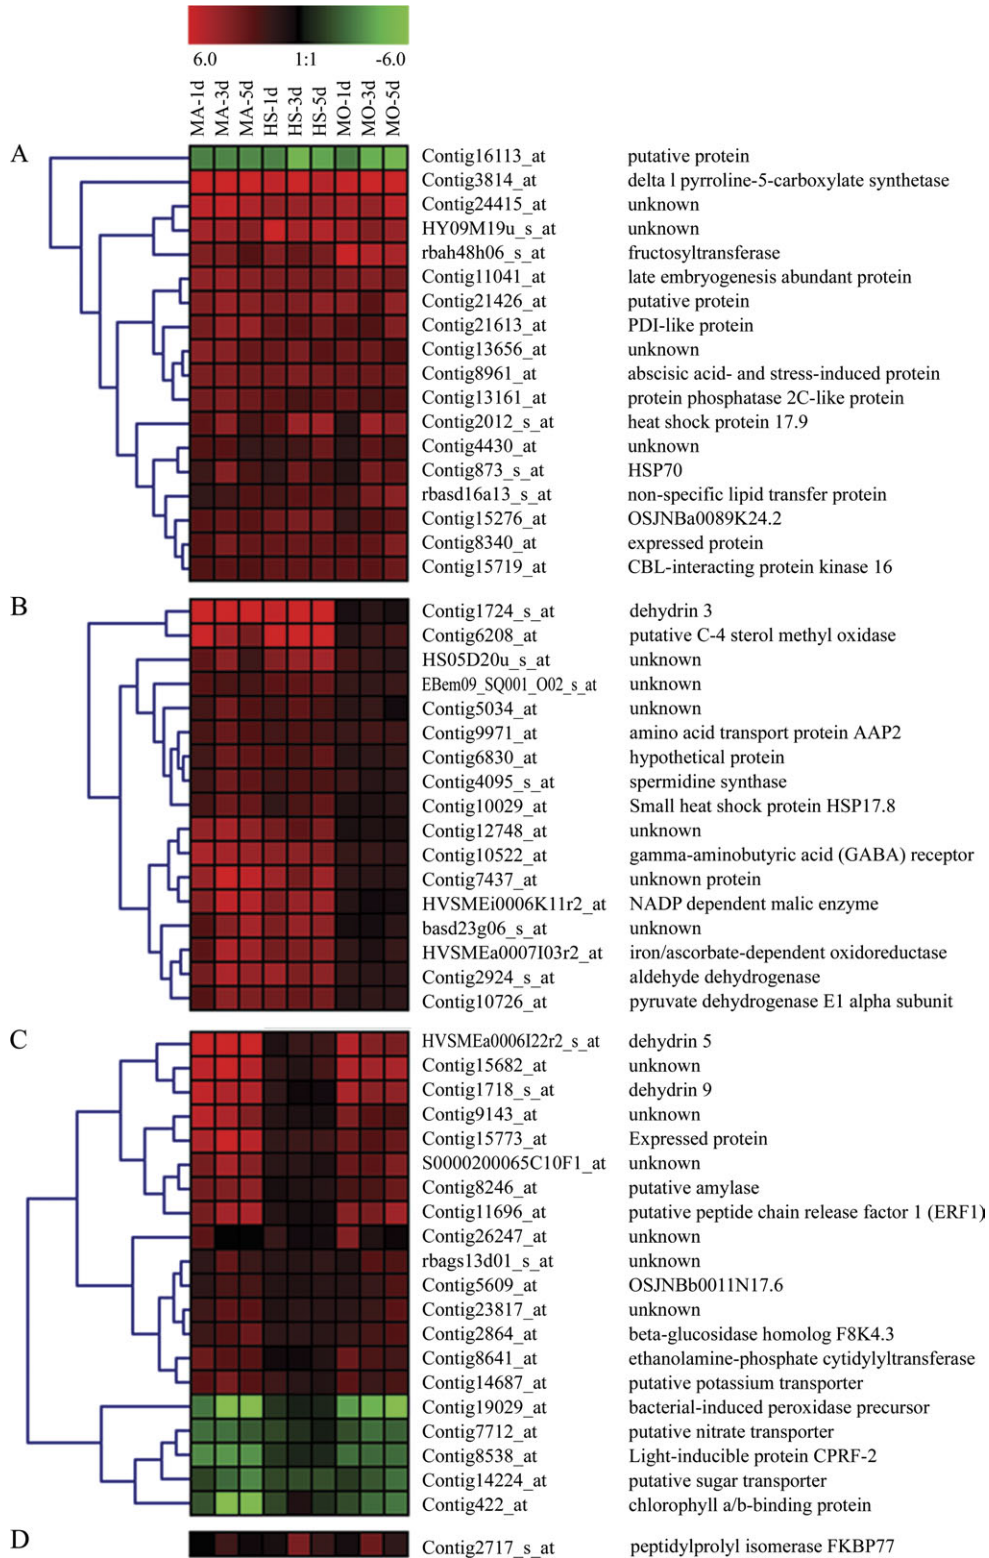 6.0 1:1 -6.0
MA-1d MA-3d MA-5d HS-1d HS-3d HS-5d MO-1d MO-3d MO-5d
A
Contig16113_at putative protein
Contig3814_at delta l pyrroline-5-carboxylate synthetase
Contig24415_at unknown
HY09M19u_s_at unknown
rbah48h06_s_at fructosyltransferase
Contig11041_at late embryogenesis abundant protein
Contig21426_at putative protein
Contig21613_at PDI-like protein
Contig13656_at unknown
Contig8961_at abscisic acid- and stress-induced protein
Contig13161_at protein phosphatase 2C-like protein
Contig2012_s_at heat shock protein 17.9
Contig4430_at unknown
Contig873_s_at HSP70
rbasd16a13_s_at non-specific lipid transfer protein
Contig15276_at OSJNBa0089K24.2
Contig8340_at expressed protein
Contig15719_at CBL-interacting protein kinase 16
B
Contig1724_s_at dehydrin 3
Contig6208_at putative C-4 sterol methyl oxidase
HS05D20u_s_at unknown
EBem09_SQ001_O02_s_at unknown
Contig5034_at unknown
Contig9971_at amino acid transport protein AAP2
Contig6830_at hypothetical protein
Contig4095_s_at spermidine synthase
Contig10029_at Small heat shock protein HSP17.8
Contig12748_at unknown
Contig10522_at gamma-aminobutyric acid (GABA) receptor
Contig7437_at unknown protein
HVSMEi0006K11r2_at NADP dependent malic enzyme
basd23g06_s_at unknown
HVSMEa0007I03r2_at iron/ascorbate-dependent oxidoreductase
Contig2924_s_at aldehyde dehydrogenase
Contig10726_at pyruvate dehydrogenase E1 alpha subunit
C
HVSMEa0006I22r2_s_at dehydrin 5
Contig15682_at unknown
Contig1718_s_at dehydrin 9
Contig9143_at unknown
Contig15773_at Expressed protein
S0000200065C10F1_at unknown
Contig8246_at putative amylase
Contig11696_at putative peptide chain release factor 1 (ERF1)
Contig26247_at unknown
rbags13d01_s_at unknown
Contig5609_at OSJNBb0011N17.6
Contig23817_at unknown
Contig2864_at beta-glucosidase homolog F8K4.3
Contig8641_at ethanolamine-phosphate cytidylyltransferase
Contig14687_at putative potassium transporter
Contig19029_at bacterial-induced peroxidase precursor
Contig7712_at putative nitrate transporter
Contig8538_at Light-inducible protein CPRF-2
Contig14224_at putative sugar transporter
Contig422_at chlorophyll a/b-binding protein
D
Contig2717_s_at peptidylprolyl isomerase FKBP77